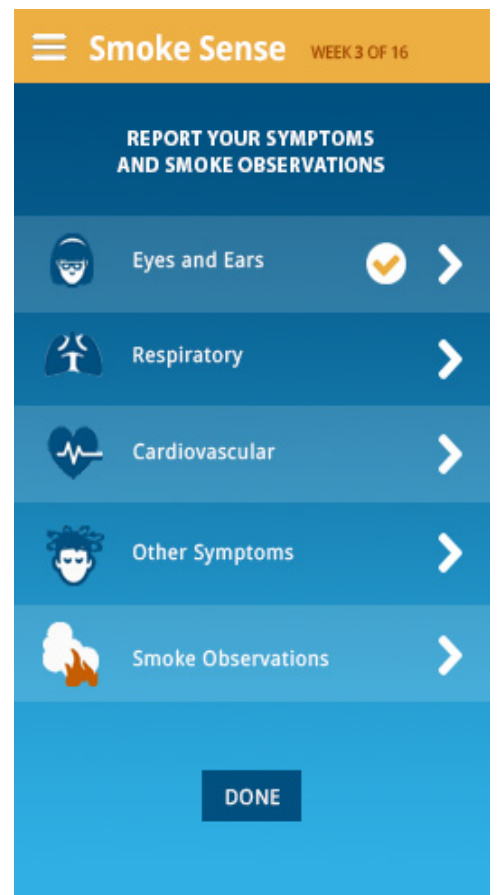 Smoke Sense WEEK 3 OF 16
REPORT YOUR SYMPTOMS
AND SMOKE OBSERVATIONS
Eyes and Ears
Respiratory
Cardiovascular
Other Symptoms
Smoke Observations
DONE